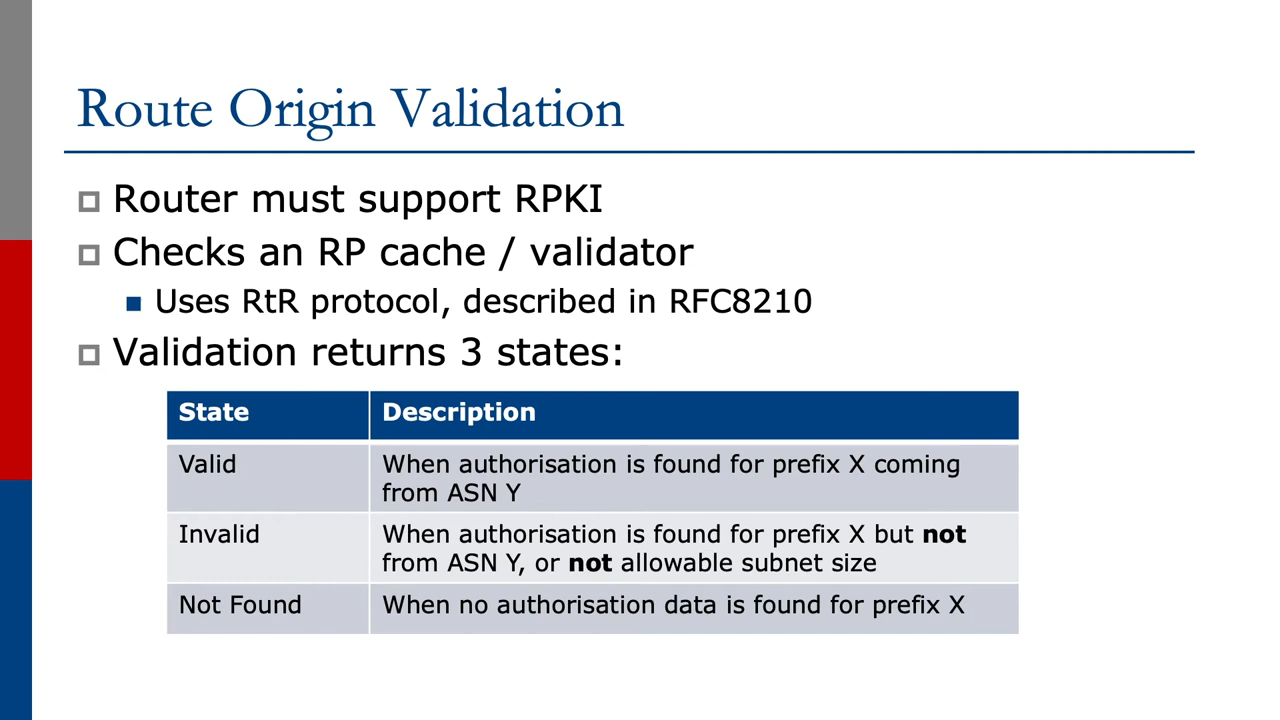 Route Origin Validation
Router must support RPKI
Checks an RP cache / validator
Uses RtR protocol, described in RFC8210
Validation returns 3 states:
State Description
Valid When authorisation is found for prefix X coming
from ASN Y
Invalid When authorisation is found for prefix X but not
from ASN Y, or not allowable subnet size
Not Found When no authorisation data is found for prefix X